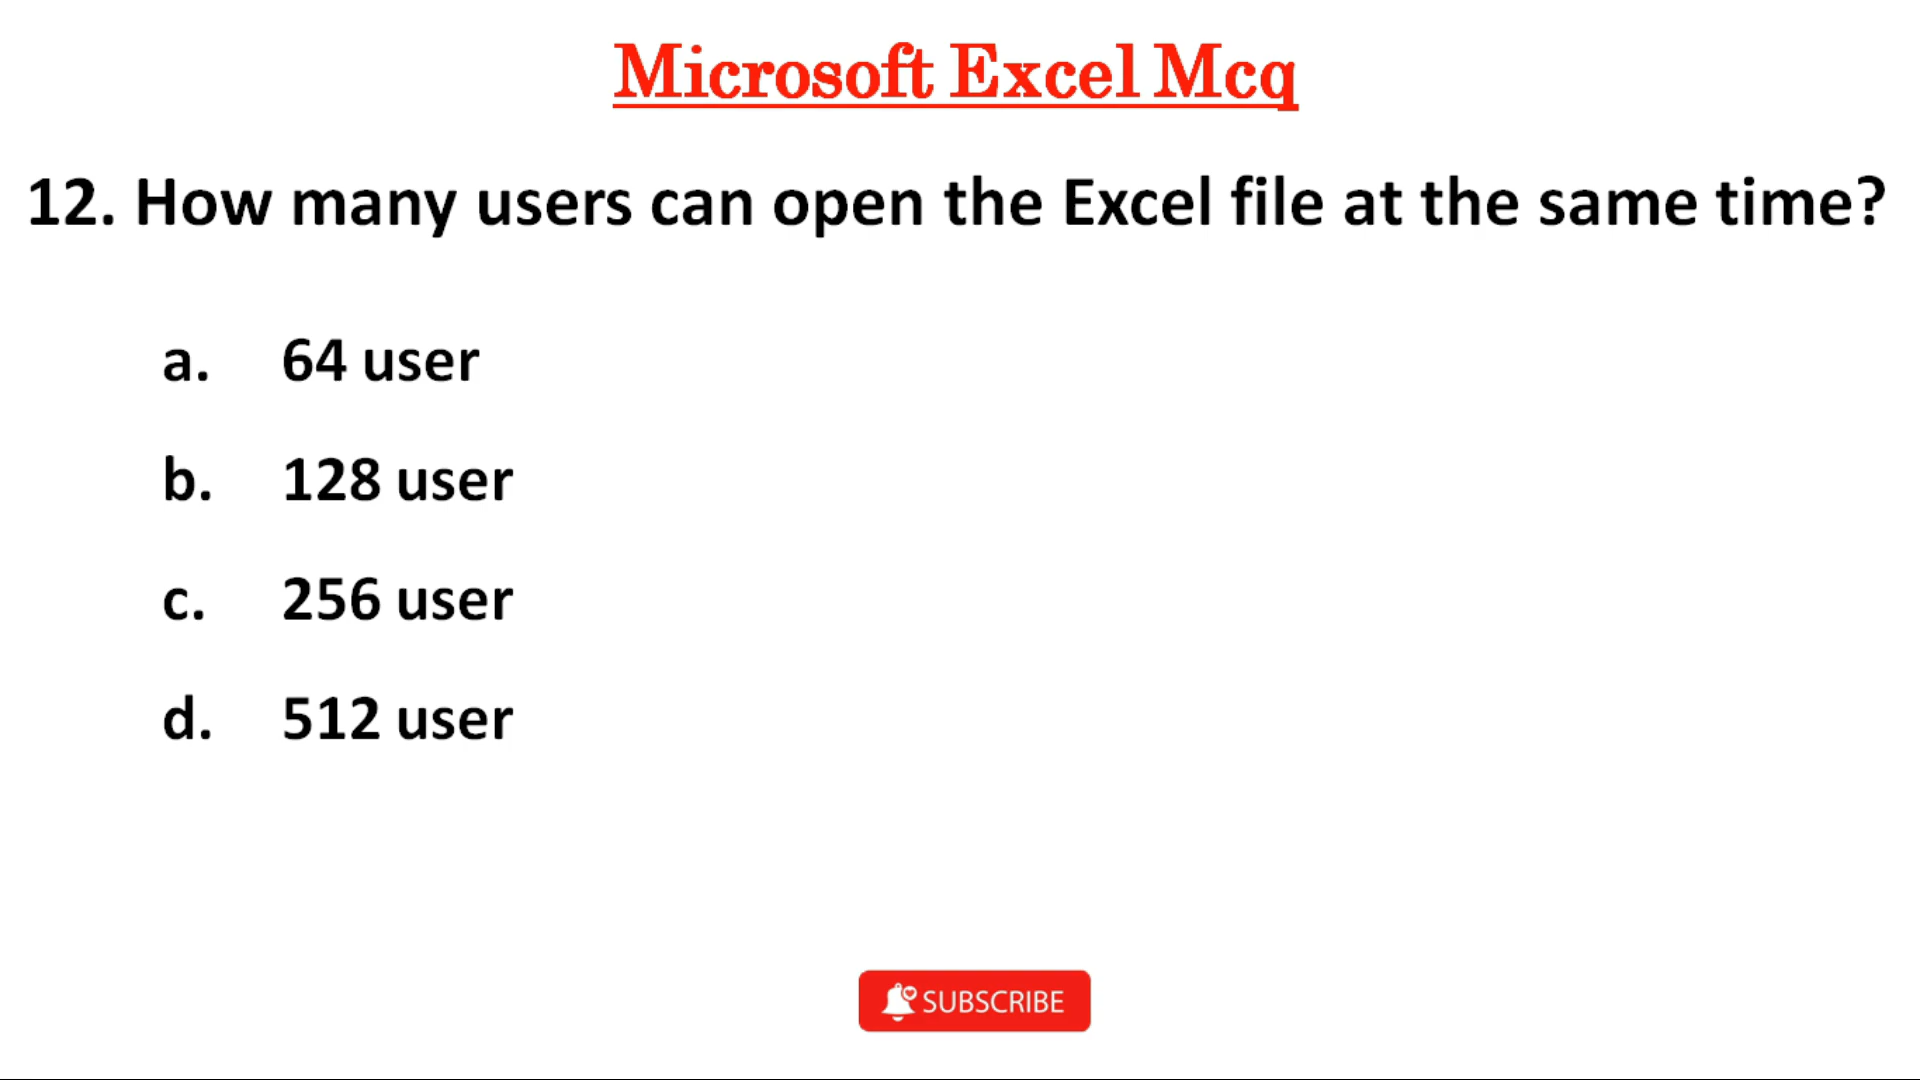 Microsoft Excel Mcq
12. How many users can open the Excel file at the same time?
a. 64 user
b. 128 user
c. 256 user
d. 512 user
SUBSCRIBE